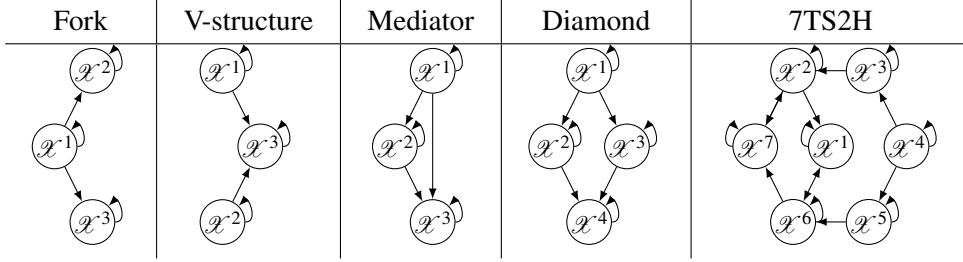 Fork V-structure Mediator Diamond 7TS2H
𝒳² 𝒳¹ 𝒳¹ 𝒳¹ 𝒳² 𝒳³
𝒳¹ 𝒳³ 𝒳² 𝒳² 𝒳³ 𝒳⁷ 𝒳¹ 𝒳⁴
𝒳³ 𝒳² 𝒳³ 𝒳⁴ 𝒳⁶ 𝒳⁵